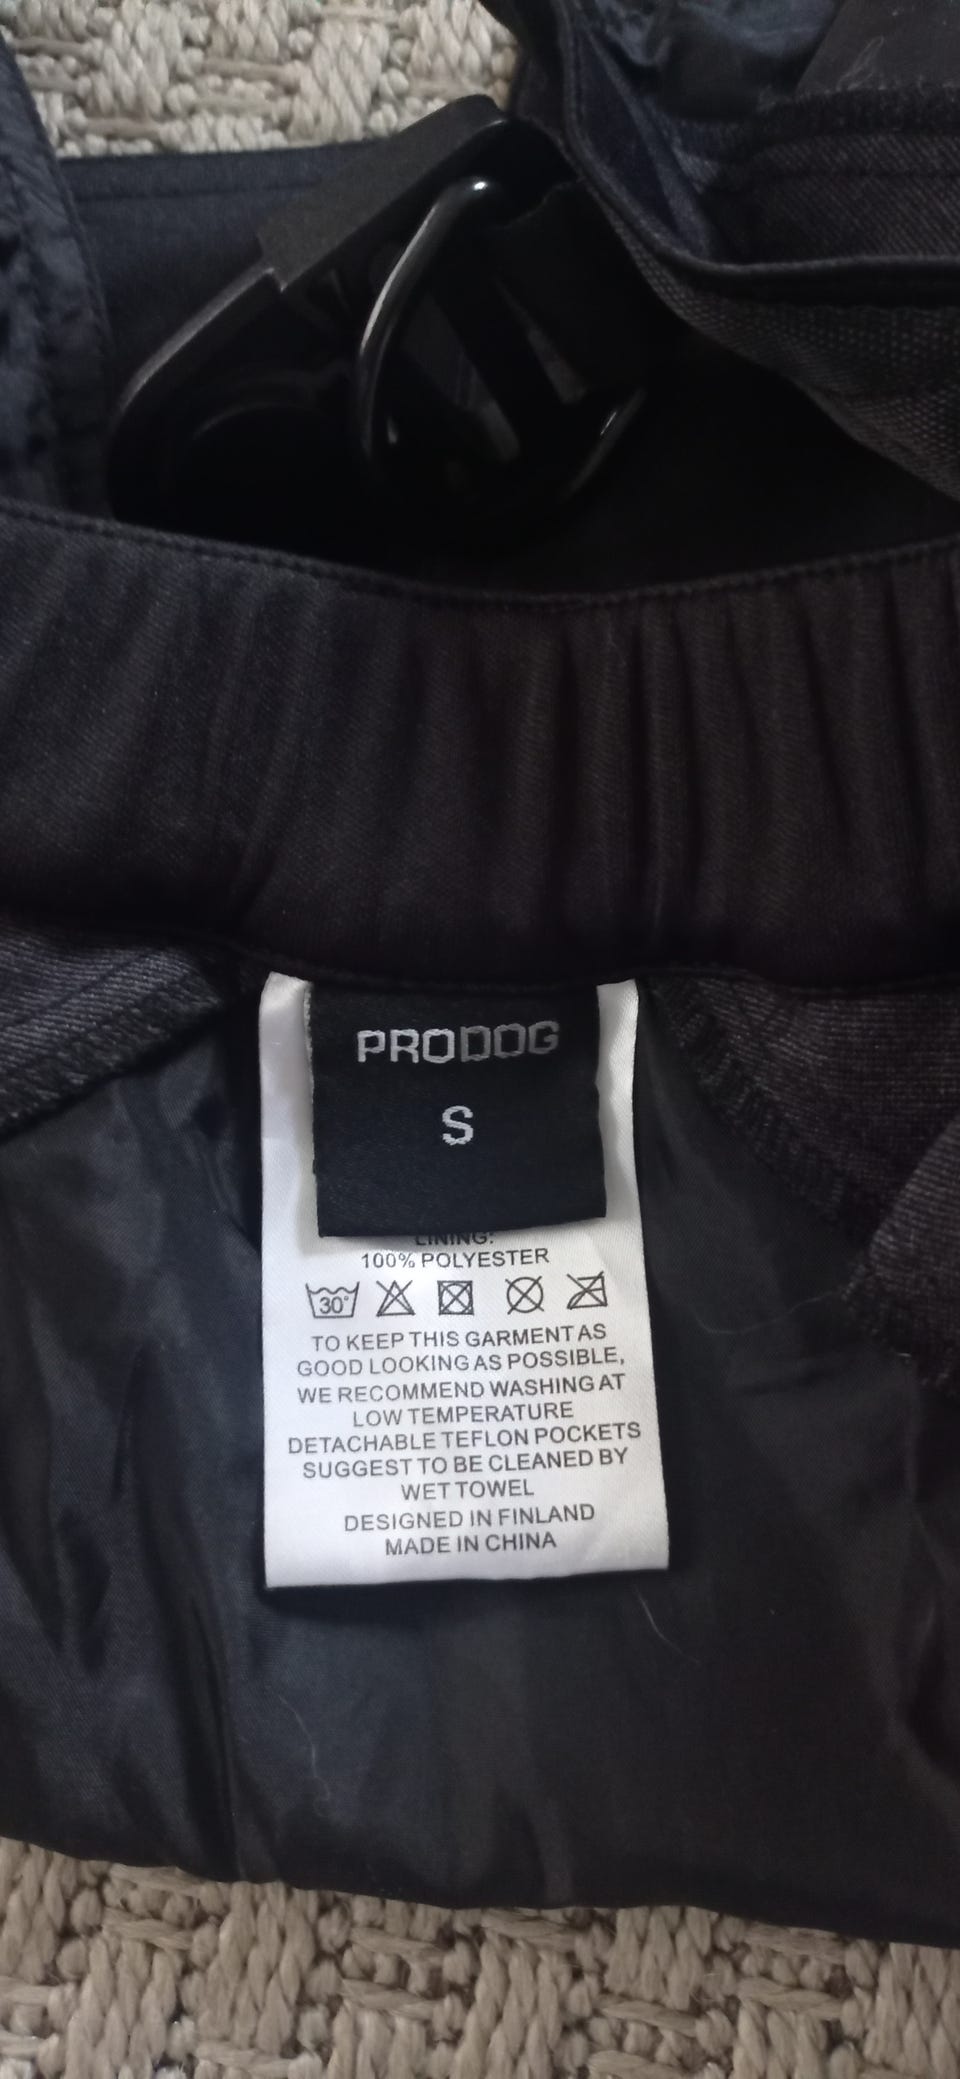 PRODOG
S
LINING:
100% POLYESTER
30°
TO KEEP THIS GARMENT AS
GOOD LOOKING AS POSSIBLE,
WE RECOMMEND WASHING AT
LOW TEMPERATURE
DETACHABLE TEFLON POCKETS
SUGGEST TO BE CLEANED BY
WET TOWEL
DESIGNED IN FINLAND
MADE IN CHINA